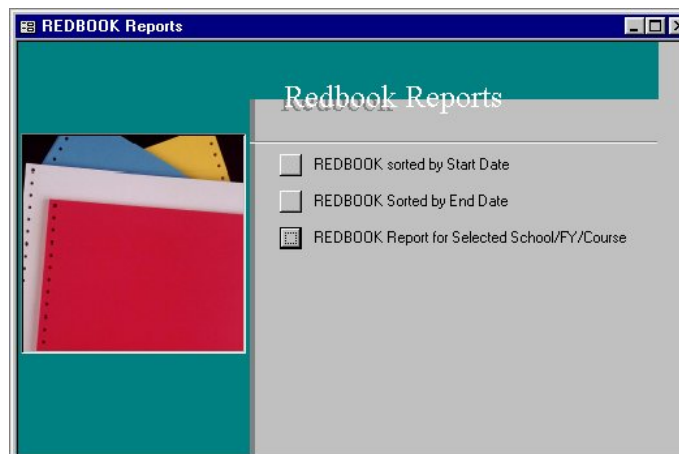 REDBOOK Reports
Redbook Reports
REDBOOK sorted by Start Date
REDBOOK Sorted by End Date
REDBOOK Report for Selected School/FY/Course